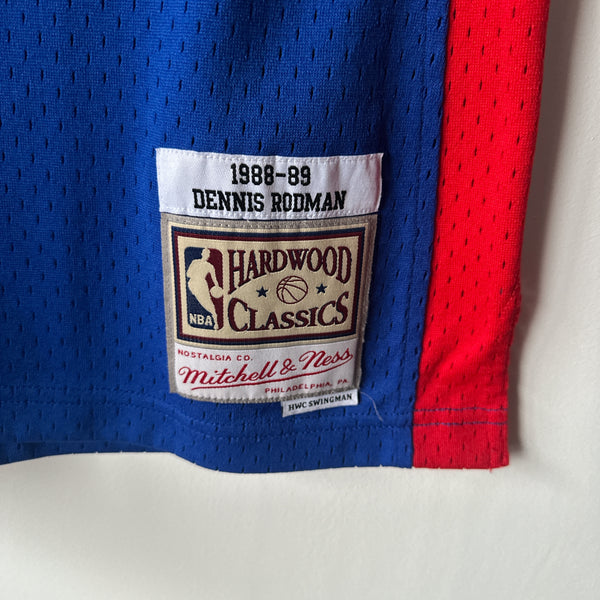 1988-89
DENNIS RODMAN
HARDWOOD
NBA
CLASSICS
NOSTALGIA CO.
Mitchell & Ness
PHILADELPHIA, PA
HWC SWINGMAN